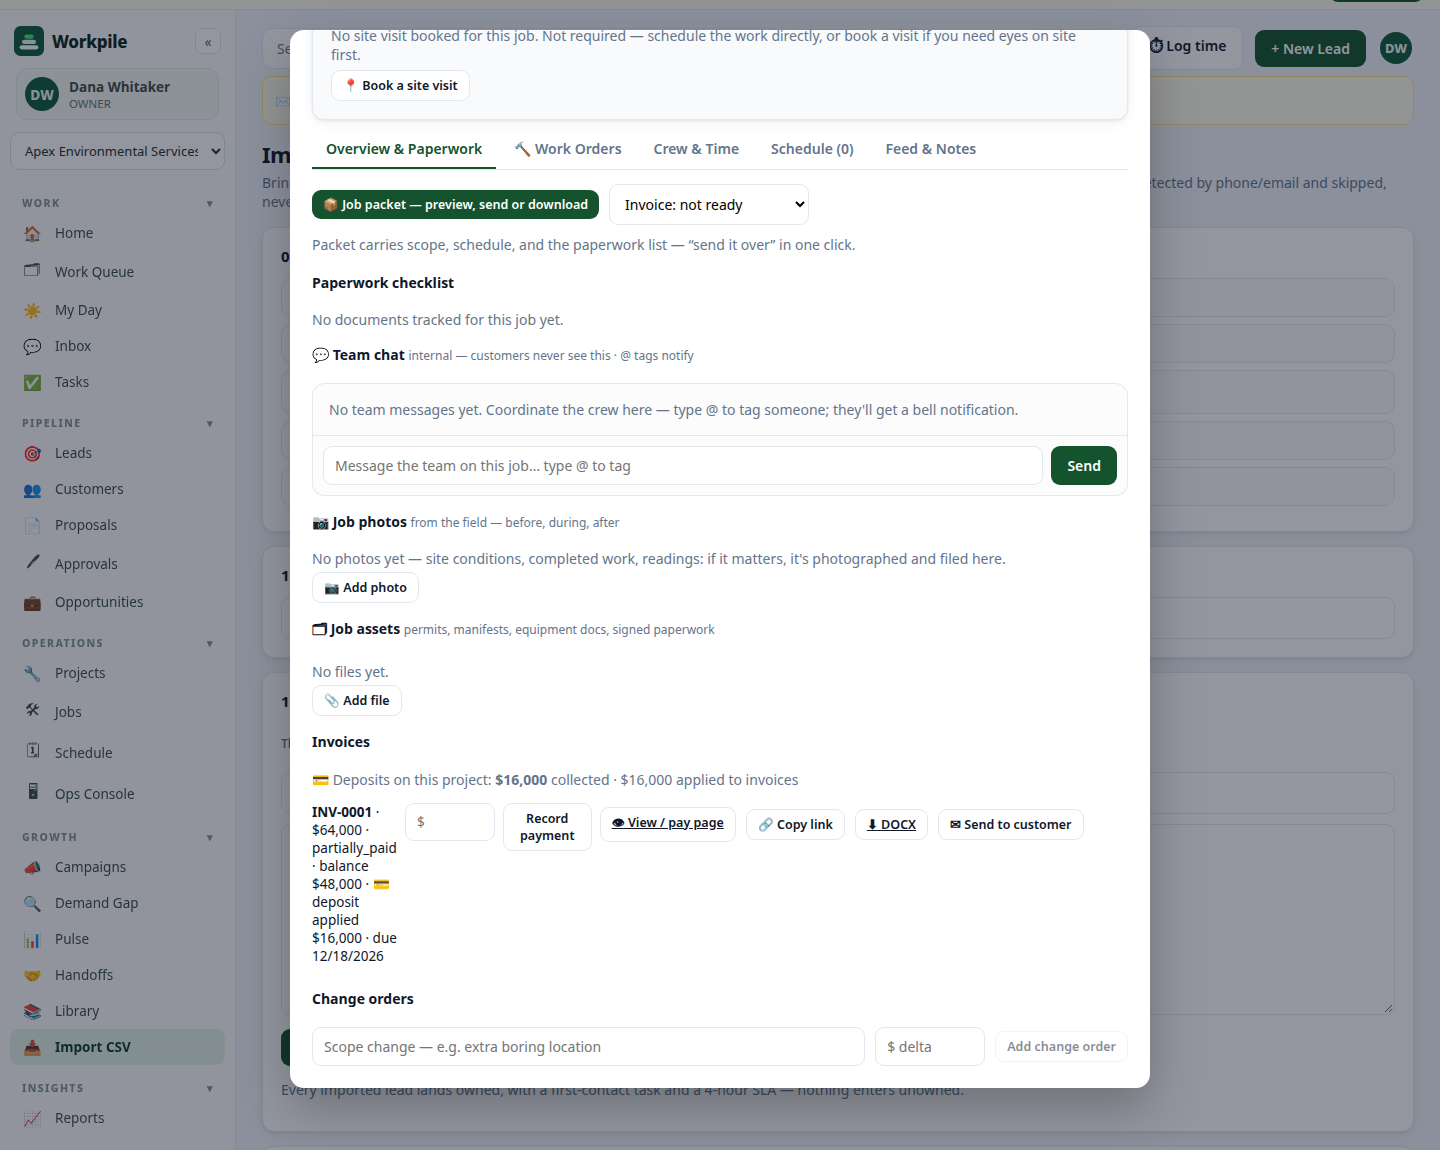 Workpile
«
DW
Dana Whitaker
OWNER
Apex Environmental Services
WORK
Home
Work Queue
My Day
Inbox
Tasks
PIPELINE
Leads
Customers
Proposals
Approvals
Opportunities
OPERATIONS
Projects
Jobs
Schedule
Ops Console
GROWTH
Campaigns
Demand Gap
Pulse
Handoffs
Library
Import CSV
INSIGHTS
Reports
Log time
+ New Lead
DW
etected by phone/email and skipped,
No site visit booked for this job. Not required — schedule the work directly, or book a visit if you need eyes on site
first.
📍 Book a site visit
Overview & Paperwork
🔨 Work Orders
Crew & Time
Schedule (0)
Feed & Notes
📦 Job packet — preview, send or download
Invoice: not ready
Packet carries scope, schedule, and the paperwork list — “send it over” in one click.
Paperwork checklist
No documents tracked for this job yet.
💬 Team chat internal — customers never see this · @ tags notify
No team messages yet. Coordinate the crew here — type @ to tag someone; they'll get a bell notification.
Message the team on this job... type @ to tag
Send
📷 Job photos from the field — before, during, after
No photos yet — site conditions, completed work, readings: if it matters, it's photographed and filed here.
📷 Add photo
🗂 Job assets permits, manifests, equipment docs, signed paperwork
No files yet.
📎 Add file
Invoices
💳 Deposits on this project: $16,000 collected · $16,000 applied to invoices
INV-0001 ·
$64,000 ·
partially_paid
· balance
$48,000 · 💳
deposit
applied
$16,000 · due
12/18/2026
$
Record
payment
👁 View / pay page
🔗 Copy link
⬇ DOCX
✉ Send to customer
Change orders
Scope change — e.g. extra boring location
$ delta
Add change order
Every imported lead lands owned, with a first-contact task and a 4-hour SLA — nothing enters unowned.